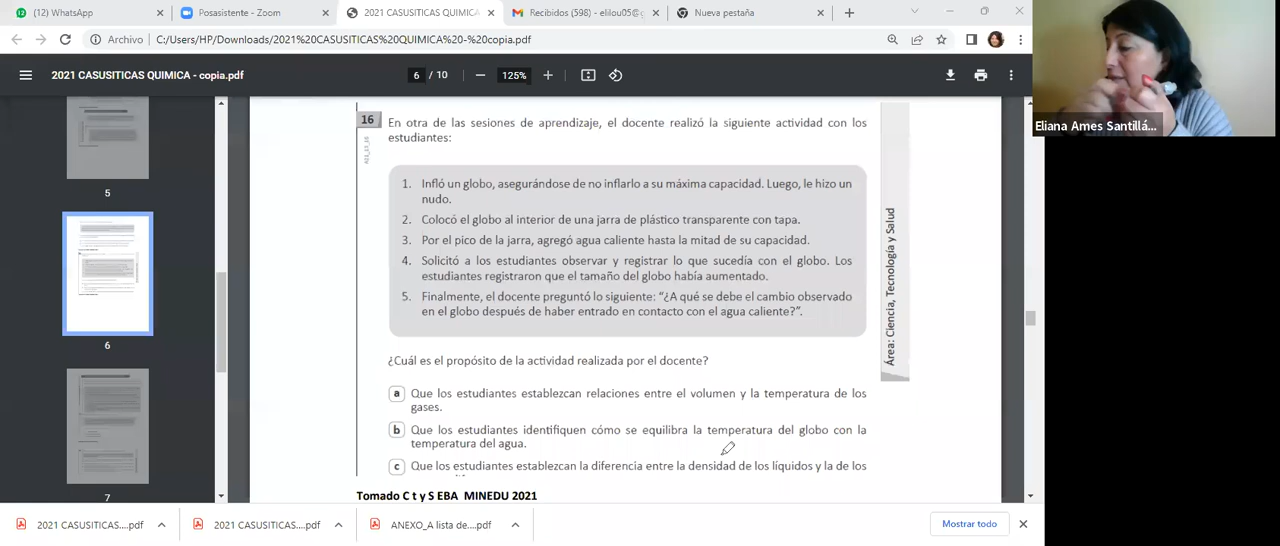 (12) WhatsApp
Posasistente - Zoom
2021 CASUSITICAS QUIMICA
Recibidos (598) - elilou05@g
Nueva pestaña
Archivo
C:/Users/HP/Downloads/2021%20CASUSITICAS%20QUIMICA%20-%20copia.pdf
2021 CASUSITICAS QUIMICA - copia.pdf
6 / 10
125%
Eliana Ames Santillá...
5
6
7
16
En otra de las sesiones de aprendizaje, el docente realizó la siguiente actividad con los
estudiantes:
1. Infló un globo, asegurándose de no inflarlo a su máxima capacidad. Luego, le hizo un
nudo.
2. Colocó el globo al interior de una jarra de plástico transparente con tapa.
3. Por el pico de la jarra, agregó agua caliente hasta la mitad de su capacidad.
4. Solicitó a los estudiantes observar y registrar lo que sucedía con el globo. Los
estudiantes registraron que el tamaño del globo había aumentado.
5. Finalmente, el docente preguntó lo siguiente: “¿A qué se debe el cambio observado
en el globo después de haber entrado en contacto con el agua caliente?”.
Área: Ciencia, Tecnología y Salud
¿Cuál es el propósito de la actividad realizada por el docente?
a Que los estudiantes establezcan relaciones entre el volumen y la temperatura de los
gases.
b Que los estudiantes identifiquen cómo se equilibra la temperatura del globo con la
temperatura del agua.
c Que los estudiantes establezcan la diferencia entre la densidad de los líquidos y la de los
Tomado C t y S EBA MINEDU 2021
2021 CASUSITICAS....pdf
2021 CASUSITICAS....pdf
ANEXO_A lista de....pdf
Mostrar todo